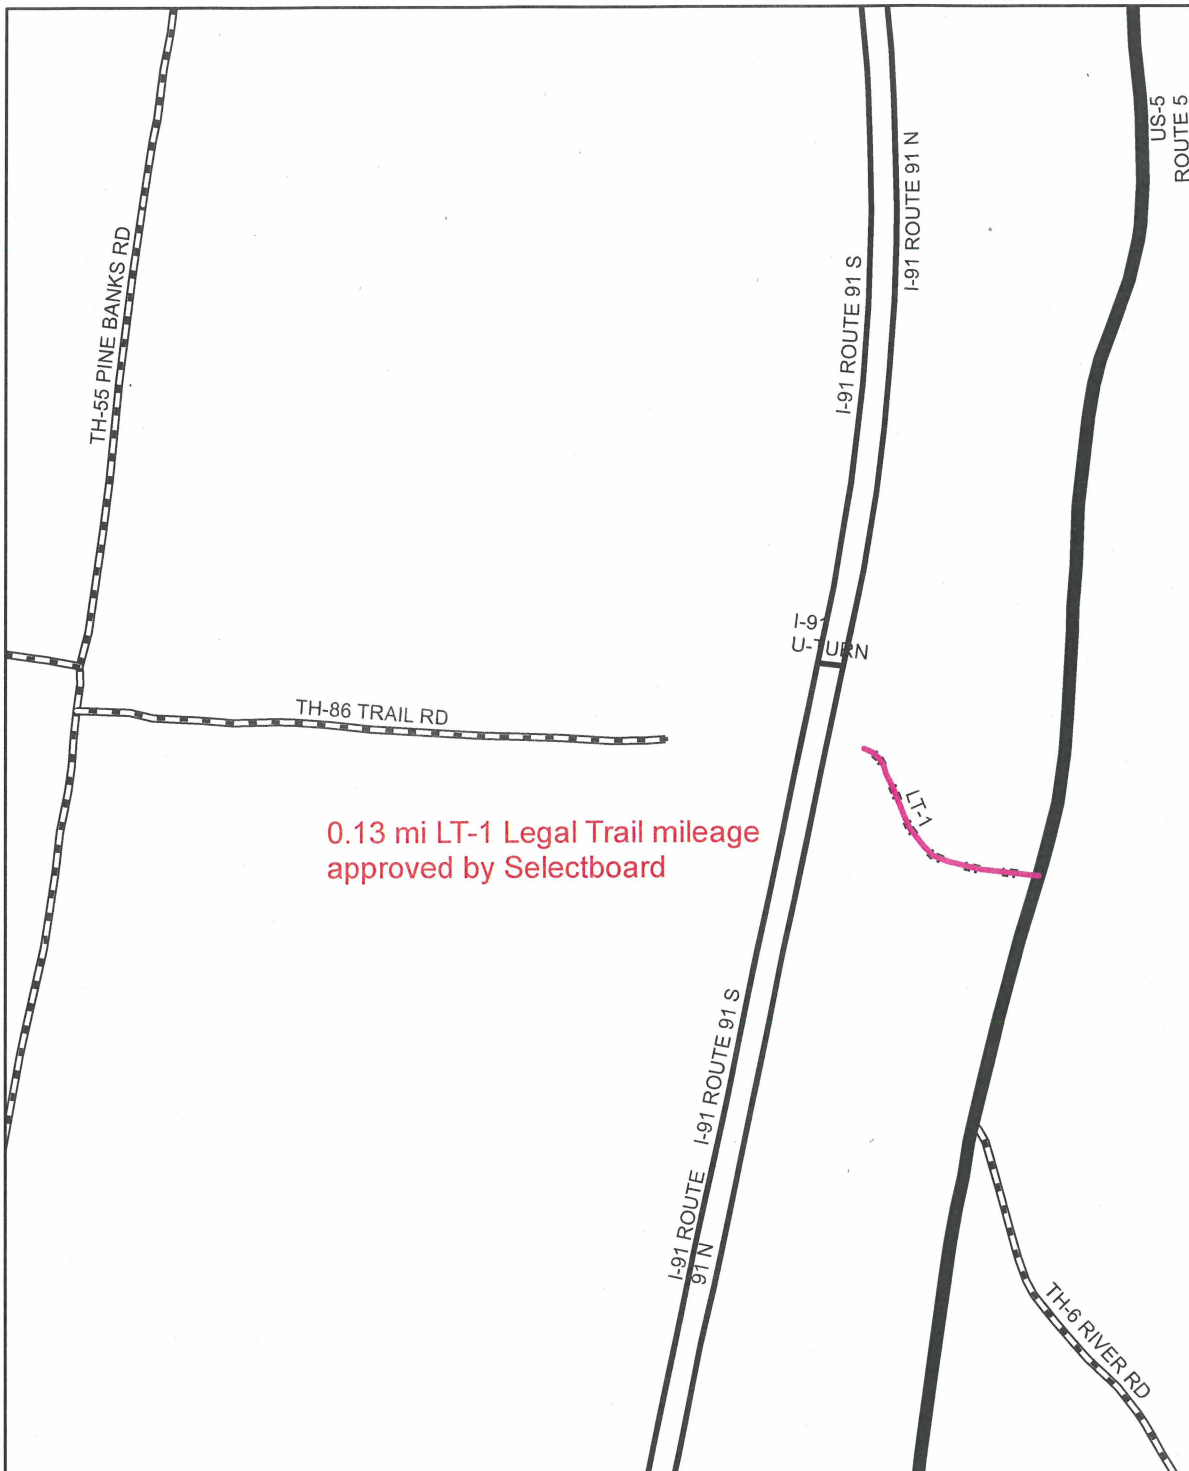 US-5
ROUTE 5
I-91 ROUTE 91 N
TH-55 PINE BANKS RD
I-91 ROUTE 91 S
I-91
U-TURN
TH-86 TRAIL RD
LT-1
0.13 mi LT-1 Legal Trail mileage
approved by Selectboard
I-91 ROUTE 91 S
I-91 ROUTE
91 N
TH-6 RIVER RD